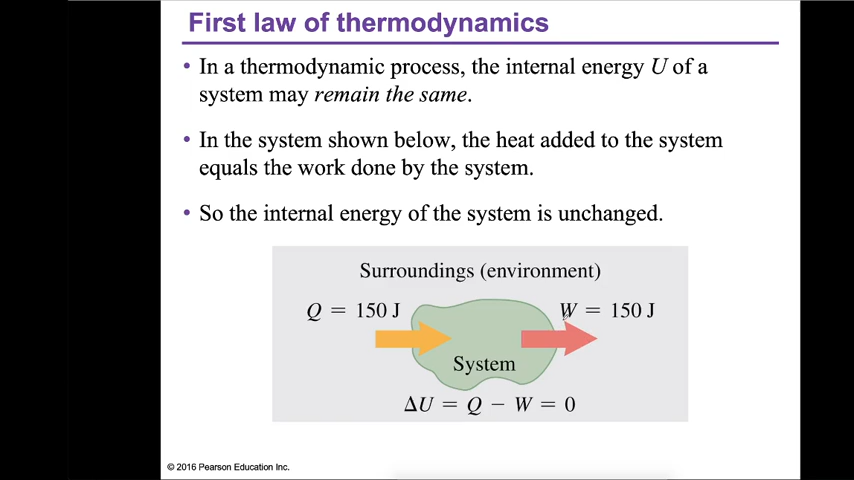 First law of thermodynamics
• In a thermodynamic process, the internal energy U of a
system may remain the same.
• In the system shown below, the heat added to the system
equals the work done by the system.
• So the internal energy of the system is unchanged.
Surroundings (environment)
Q = 150 J
W = 150 J
System
ΔU = Q − W = 0
© 2016 Pearson Education Inc.